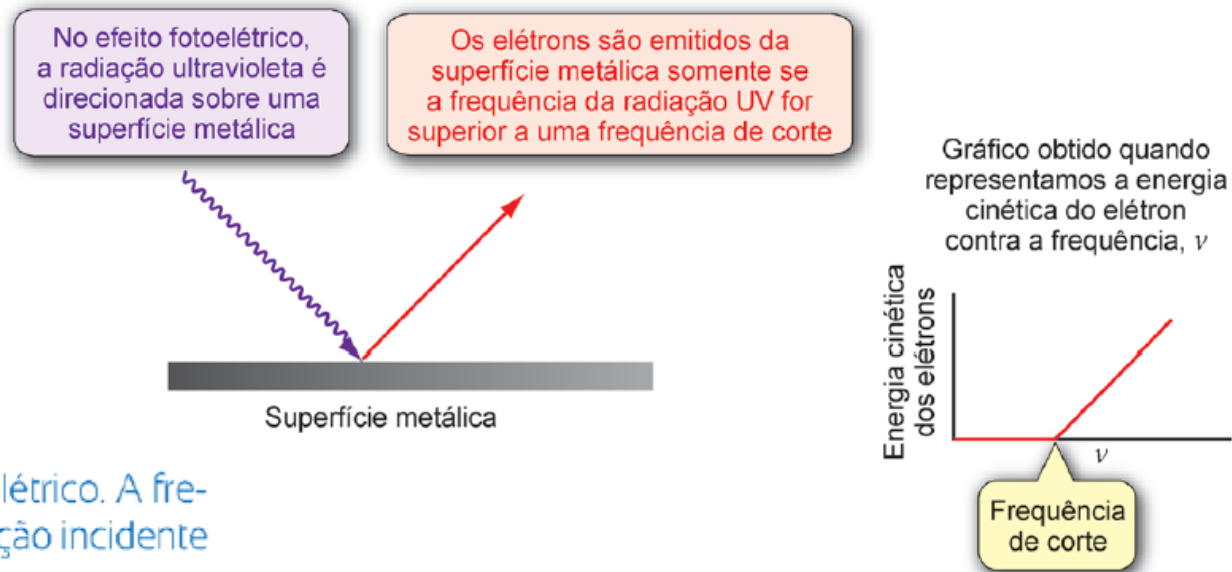 No efeito fotoelétrico,
a radiação ultravioleta é
direcionada sobre uma
superfície metálica
Os elétrons são emitidos da
superfície metálica somente se
a frequência da radiação UV for
superior a uma frequência de corte
Superfície metálica
Gráfico obtido quando
representamos a energia
cinética do elétron
contra a frequência, ν
Energia cinética
dos elétrons
ν
Frequência
de corte
létrico. A fre-
ção incidente